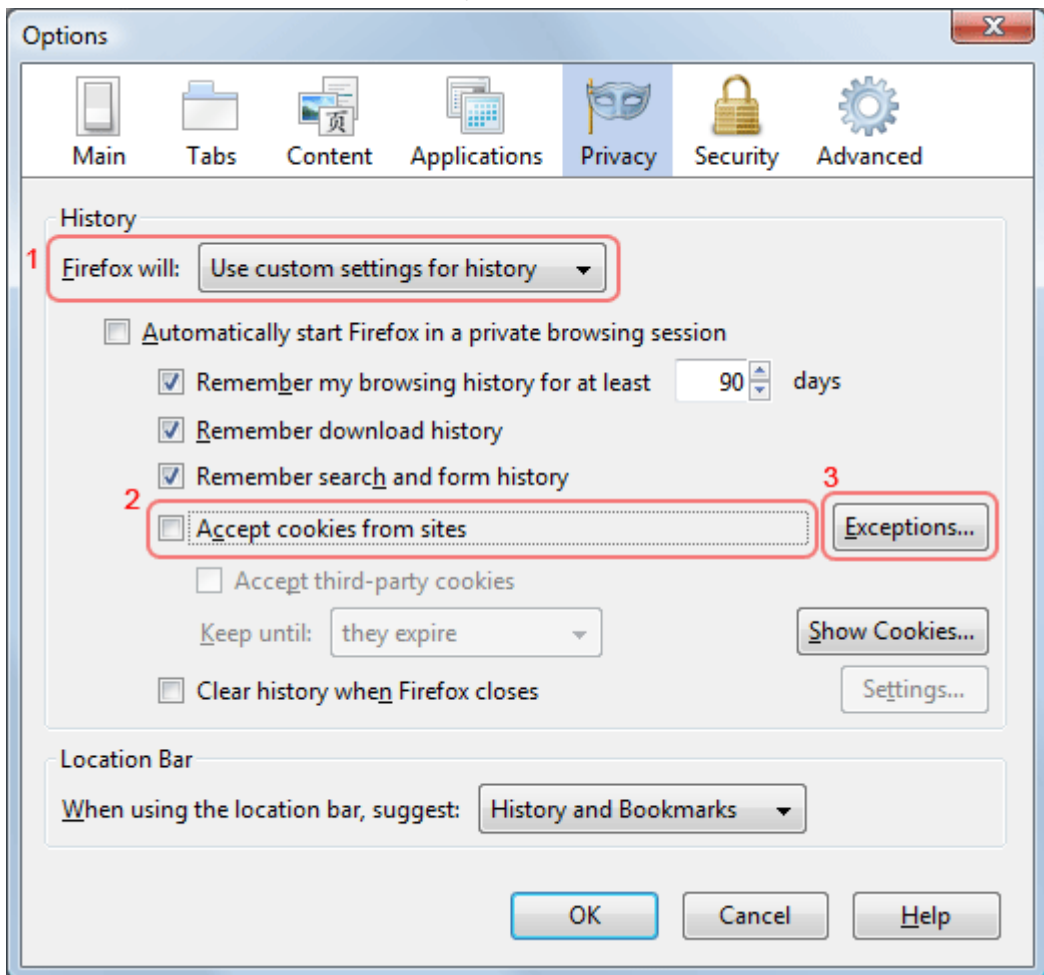 Options
页
Main Tabs Content Applications Privacy Security Advanced
History
1 Firefox will: Use custom settings for history
Automatically start Firefox in a private browsing session
Remember my browsing history for at least 90 days
Remember download history
Remember search and form history
2 Accept cookies from sites 3 Exceptions...
Accept third-party cookies
Keep until: they expire Show Cookies...
Clear history when Firefox closes Settings...
Location Bar
When using the location bar, suggest: History and Bookmarks
OK Cancel Help